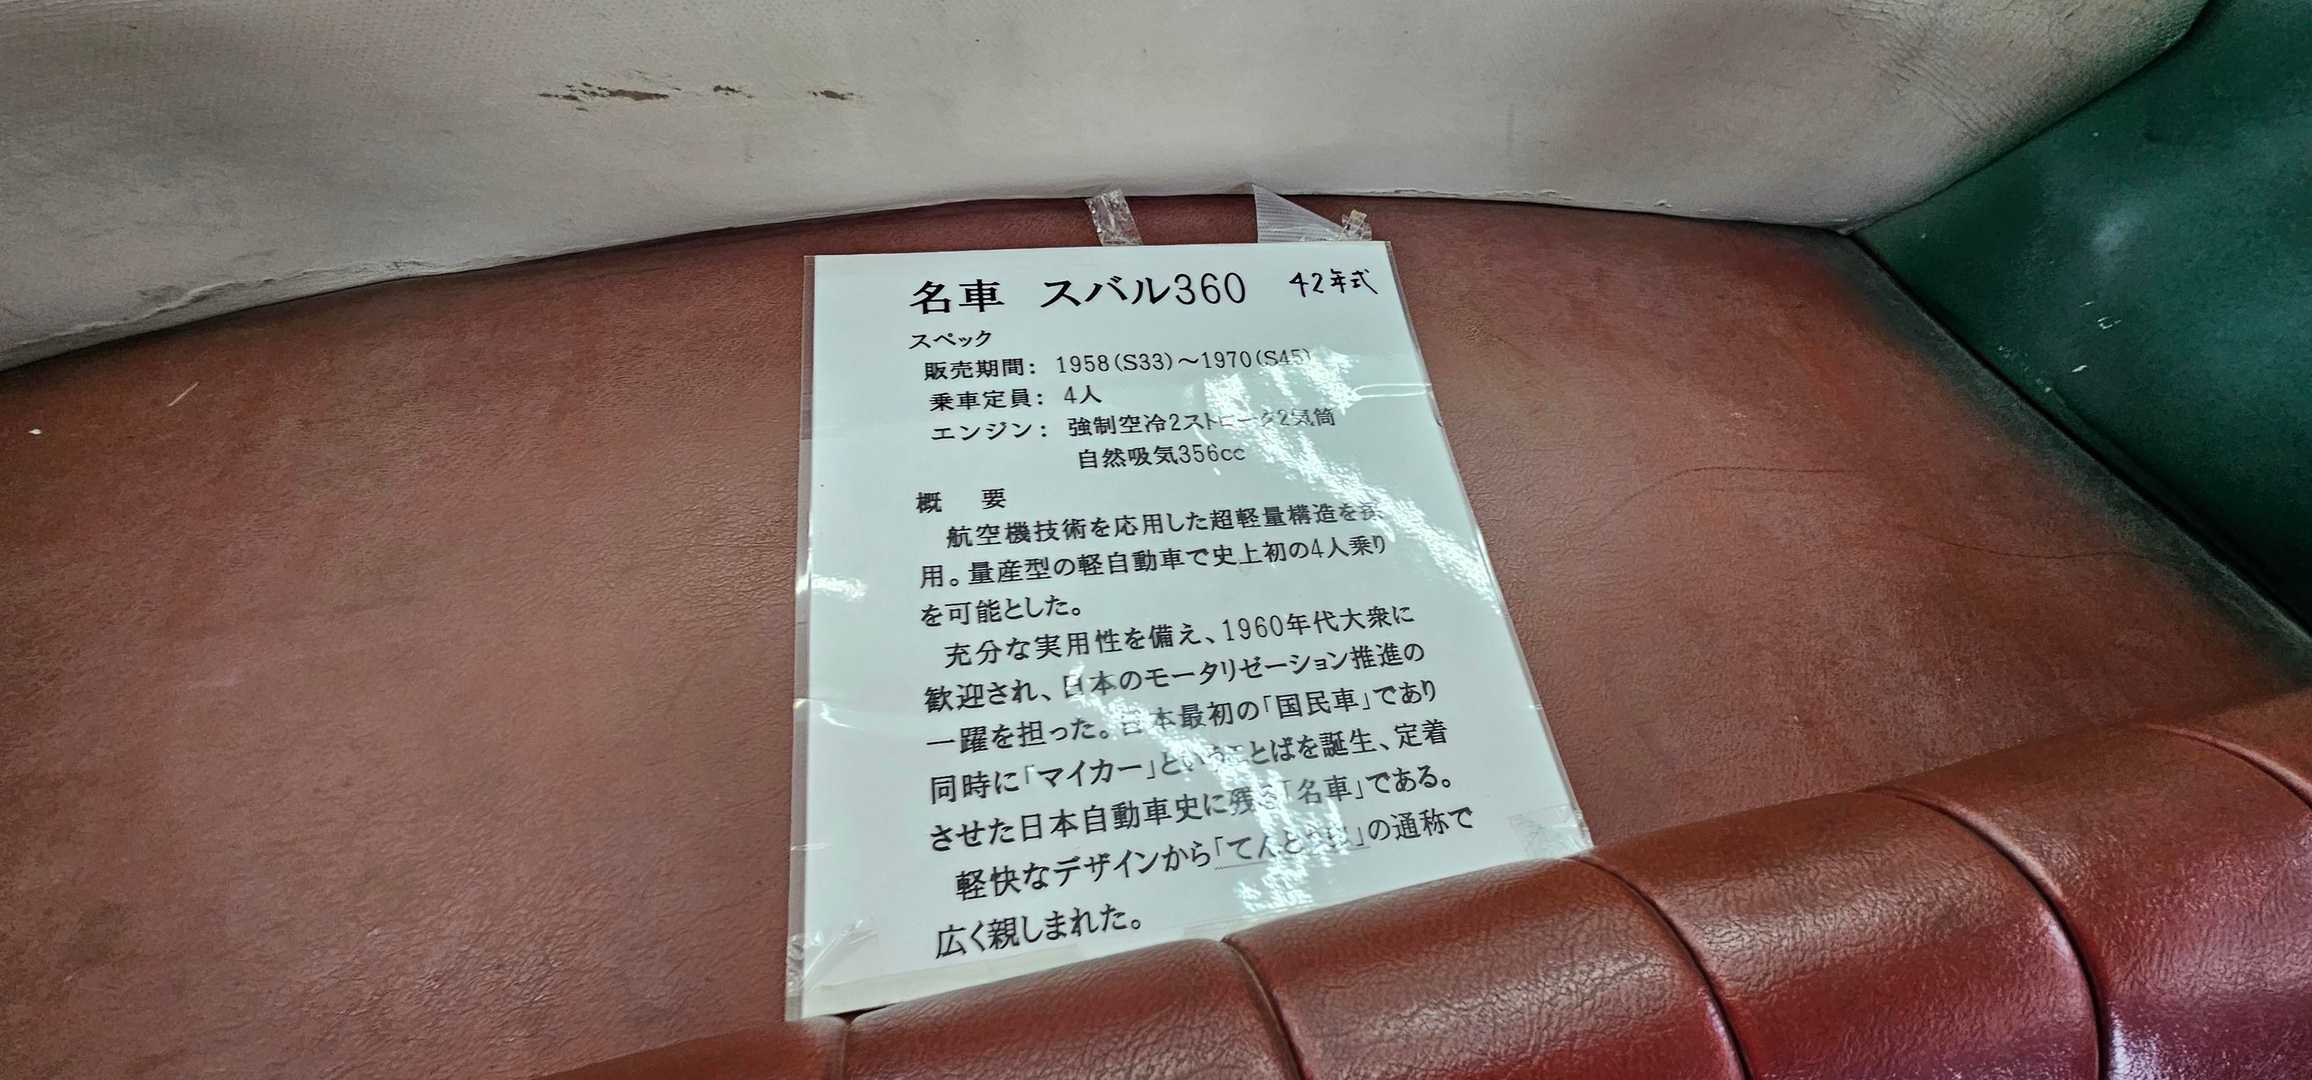 名車 スバル360 42年式
スペック
販売期間： 1958(S33)～1970(S45)
乗車定員： 4人
エンジン： 強制空冷2ストローク2気筒
自然吸気356cc
概 要
航空機技術を応用した超軽量構造を採
用。量産型の軽自動車で史上初の4人乗り
を可能とした。
充分な実用性を備え、1960年代大衆に
歓迎され、日本のモータリゼーション推進の
一躍を担った。日本最初の「国民車」であり
同時に「マイカー」ということばを誕生、定着
させた日本自動車史に残る「名車」である。
軽快なデザインから「てんとう虫」の通称で
広く親しまれた。